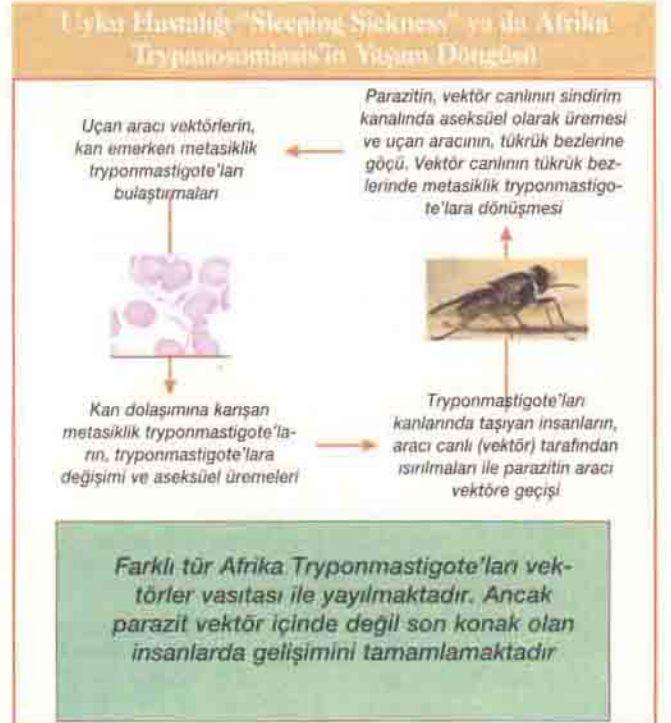 Uyku Hastalığı "Sleeping Sickness" ya da Afrika
Trypanosomiasis'in Yaşam Döngüsü
Uçan aracı vektörlerin,
kan emerken metasiklik
tryponmastigote'ları
bulaştırmaları
Parazitin, vektör canlının sindirim
kanalında aseksüel olarak üremesi
ve uçan aracının, tükrük bezlerine
göçü. Vektör canlının tükrük bez-
lerinde metasiklik tryponmastigo-
te'lara dönüşmesi
Kan dolaşımına karışan
metasiklik tryponmastigote'la-
rın, tryponmastigote'lara
değişimi ve aseksüel üremeleri
Tryponmastigote'ları
kanlarında taşıyan insanların,
aracı canlı (vektör) tarafından
ısırılmaları ile parazitin aracı
vektöre geçişi
Farklı tür Afrika Tryponmastigote'ları vek-
törler vasıtası ile yayılmaktadır. Ancak
parazit vektör içinde değil son konak olan
insanlarda gelişimini tamamlamaktadır